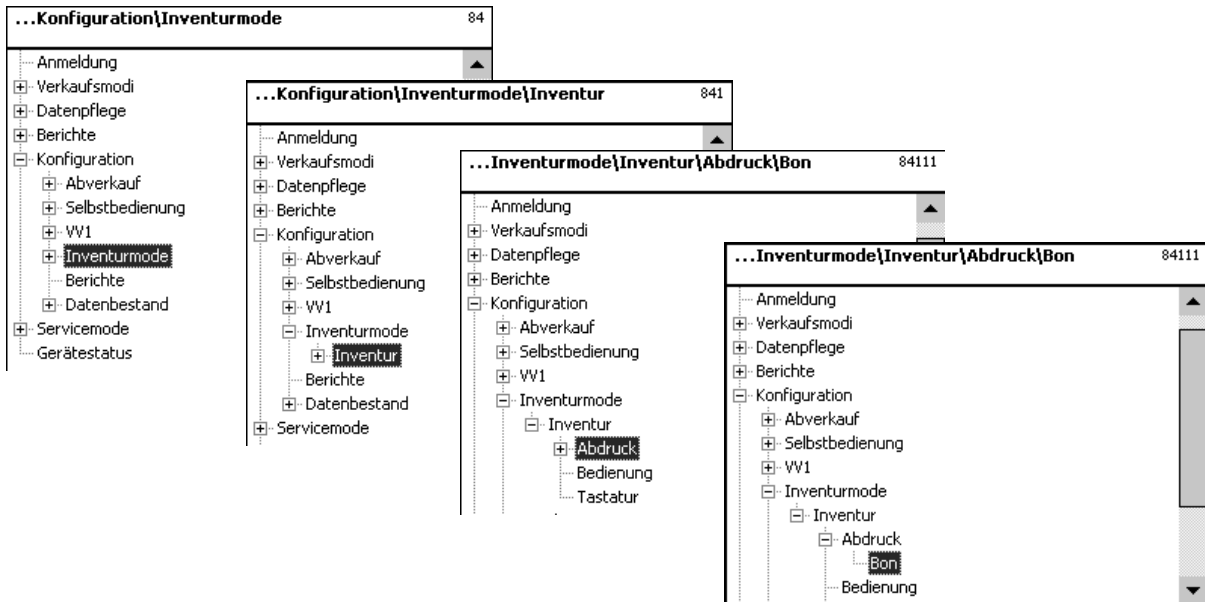 ...Konfiguration\Inventurmode 84
Anmeldung
Verkaufsmodi
Datenpflege
Berichte
Konfiguration
Abverkauf
Selbstbedienung
VV1
Inventurmode
Berichte
Datenbestand
Servicemode
Gerätestatus
...Konfiguration\Inventurmode\Inventur 841
Anmeldung
Verkaufsmodi
Datenpflege
Berichte
Konfiguration
Abverkauf
Selbstbedienung
VV1
Inventurmode
Inventur
Berichte
Datenbestand
Servicemode
...Inventurmode\Inventur\Abdruck\Bon 84111
Anmeldung
Verkaufsmodi
Datenpflege
Berichte
Konfiguration
Abverkauf
Selbstbedienung
VV1
Inventurmode
Inventur
Abdruck
Bedienung
Tastatur
...Inventurmode\Inventur\Abdruck\Bon 84111
Anmeldung
Verkaufsmodi
Datenpflege
Berichte
Konfiguration
Abverkauf
Selbstbedienung
VV1
Inventurmode
Inventur
Abdruck
Bon
Bedienung